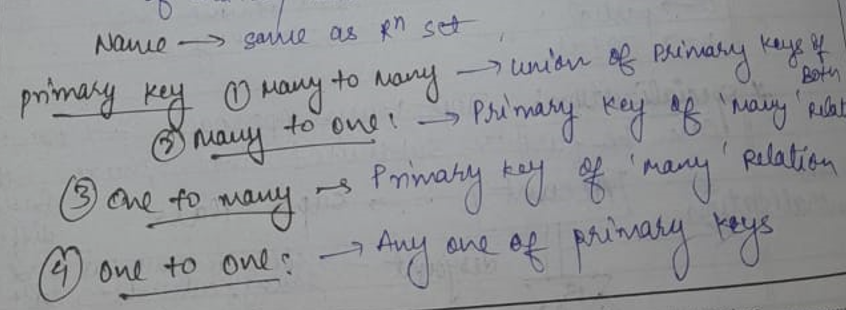 Name → same as Rⁿ set
primary key ① Many to Many → union of Primary keys of Both
② Many to one: → Primary key of 'Many' Relat
③ One to many → Primary key of 'many' Relation
④ One to one: → Any one of primary keys